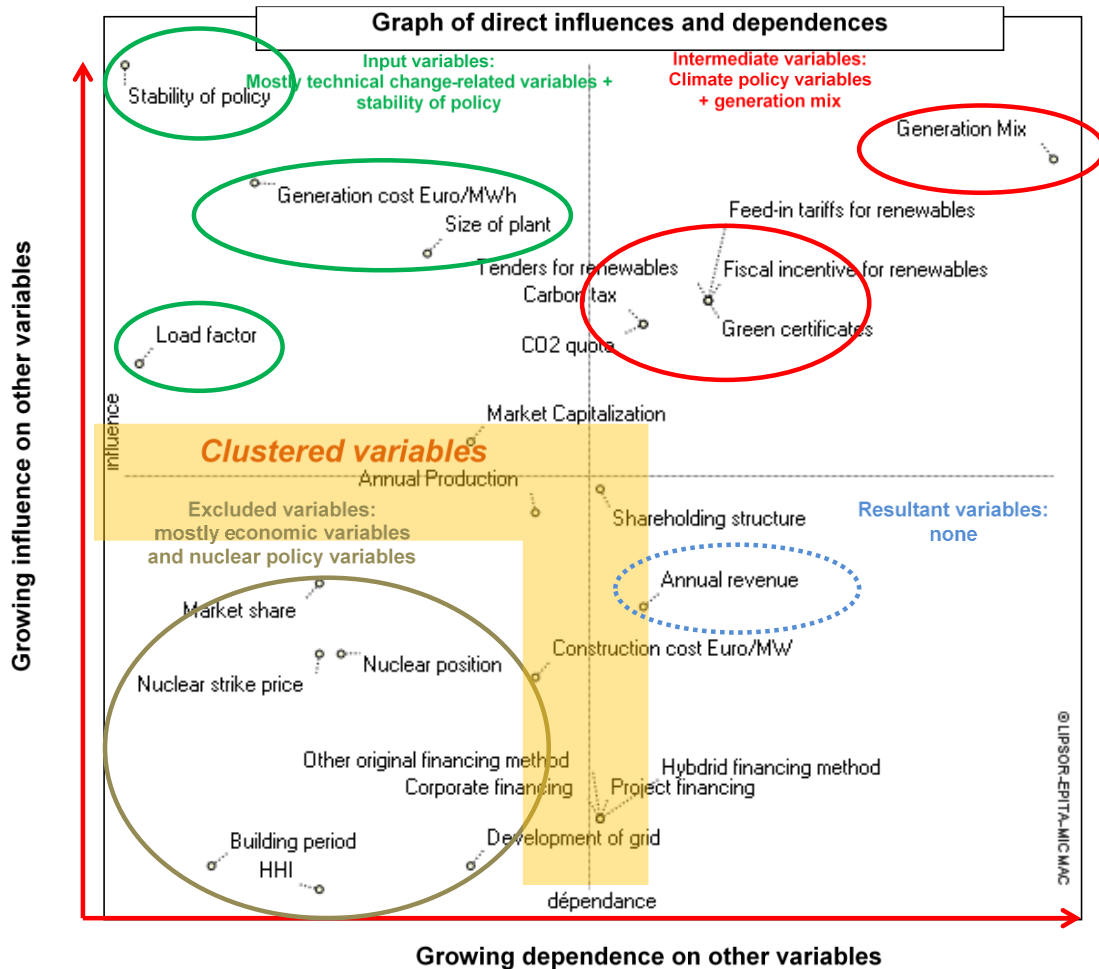 Graph of direct influences and dependences
Input variables:
Mostly technical change-related variables +
stability of policy
Intermediate variables:
Climate policy variables
+ generation mix
Stability of policy
Generation Mix
Generation cost Euro/MWh
Size of plant
Feed-in tariffs for renewables
Tenders for renewables
Fiscal incentive for renewables
Carbon tax
Green certificates
CO2 quota
Load factor
influence
Market Capitalization
Clustered variables
Annual Production
Shareholding structure
Excluded variables:
mostly economic variables
and nuclear policy variables
Resultant variables:
none
Annual revenue
Market share
Construction cost Euro/MW
Nuclear position
Nuclear strike price
Other original financing method
Hybdrid financing method
Corporate financing
Project financing
Building period
Development of grid
HHI
dépendance
© LIPSOR-EPITA-MICMAC
Growing influence on other variables
Growing dependence on other variables